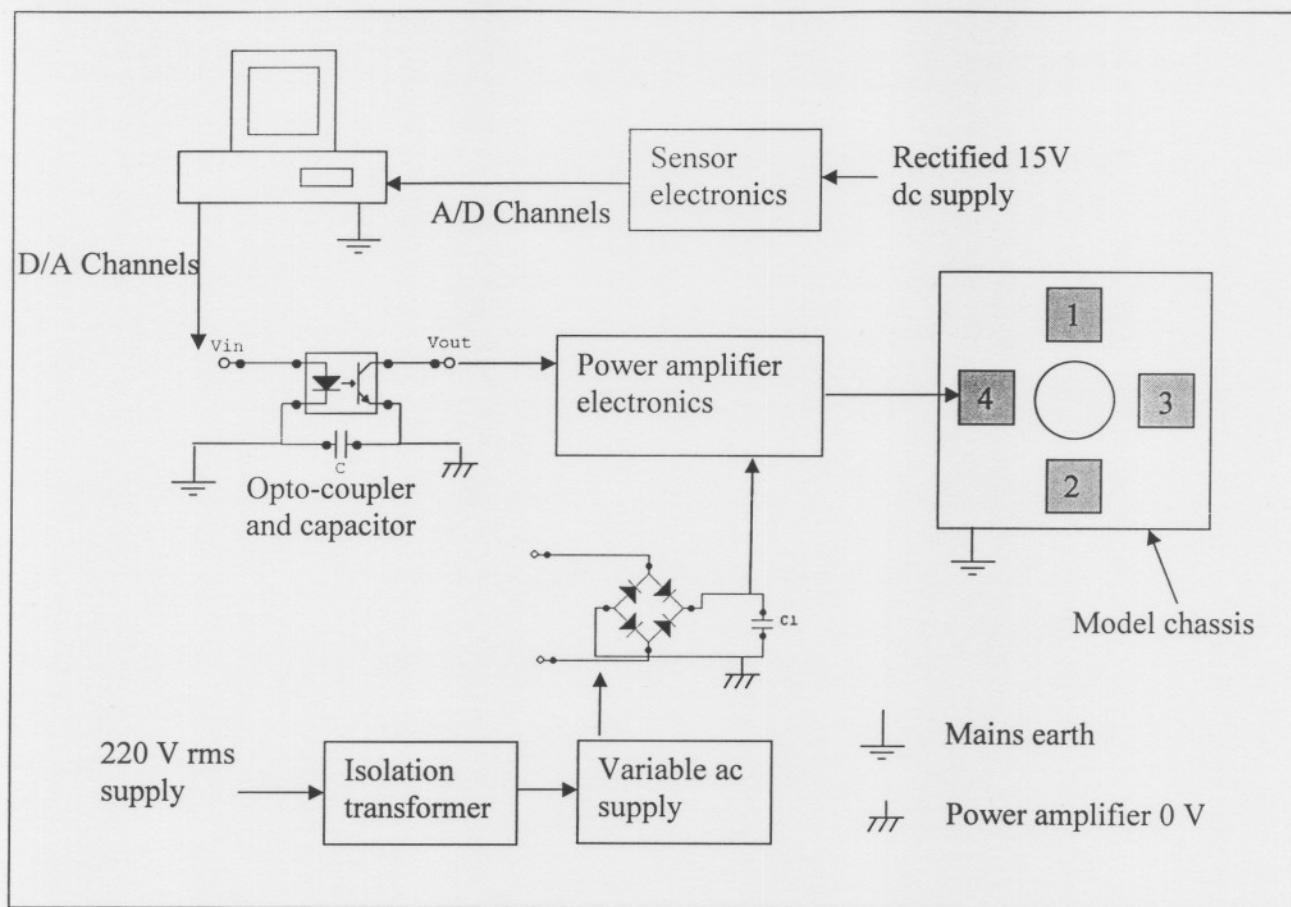 Sensor
electronics
Rectified 15V
dc supply
A/D Channels
D/A Channels
Vin
Vout
C
Opto-coupler
and capacitor
Power amplifier
electronics
1
4
3
2
Model chassis
C1
220 V rms
supply
Isolation
transformer
Variable ac
supply
Mains earth
Power amplifier 0 V